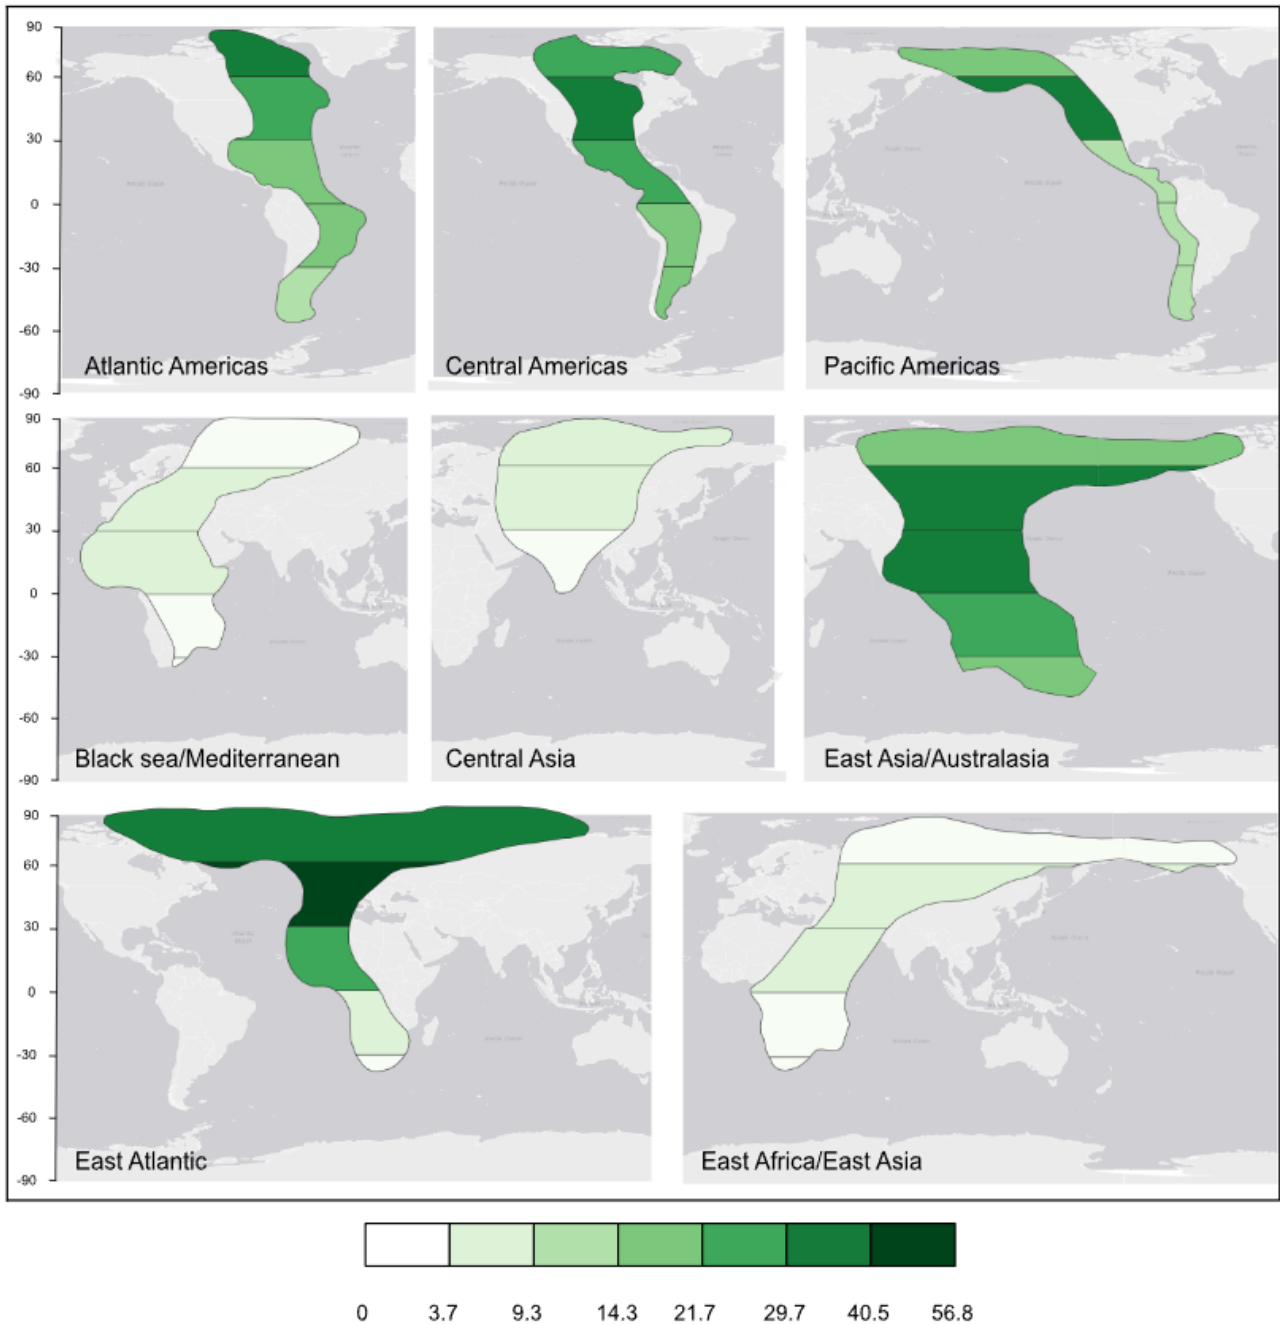 90
60
30
0
-30
-60
-90
Atlantic Americas
Central Americas
Pacific Americas
90
60
30
0
-30
-60
-90
Black sea/Mediterranean
Central Asia
East Asia/Australasia
90
60
30
0
-30
-60
-90
East Atlantic
East Africa/East Asia
0 3.7 9.3 14.3 21.7 29.7 40.5 56.8